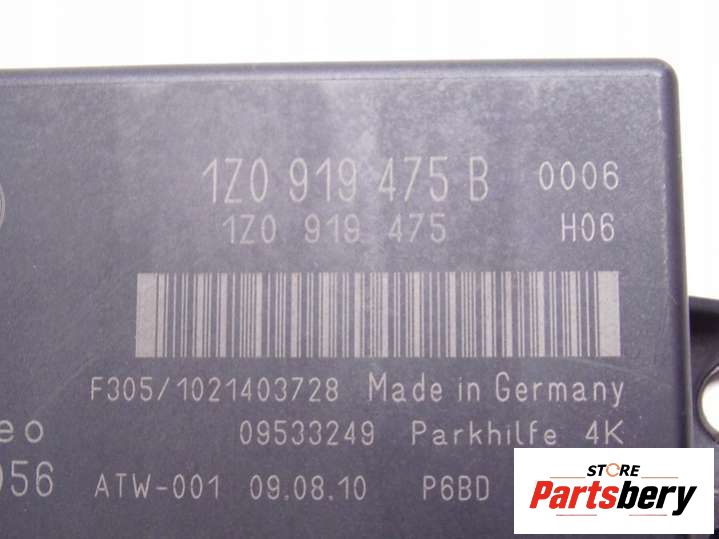 1Z0 919 475 B 0006
1Z0 919 475 H06
F305/1021403728 Made in Germany
09533249 Parkhilfe 4K
eo
56
ATW-001 09.08.10 P6BD
STORE
Partsbery